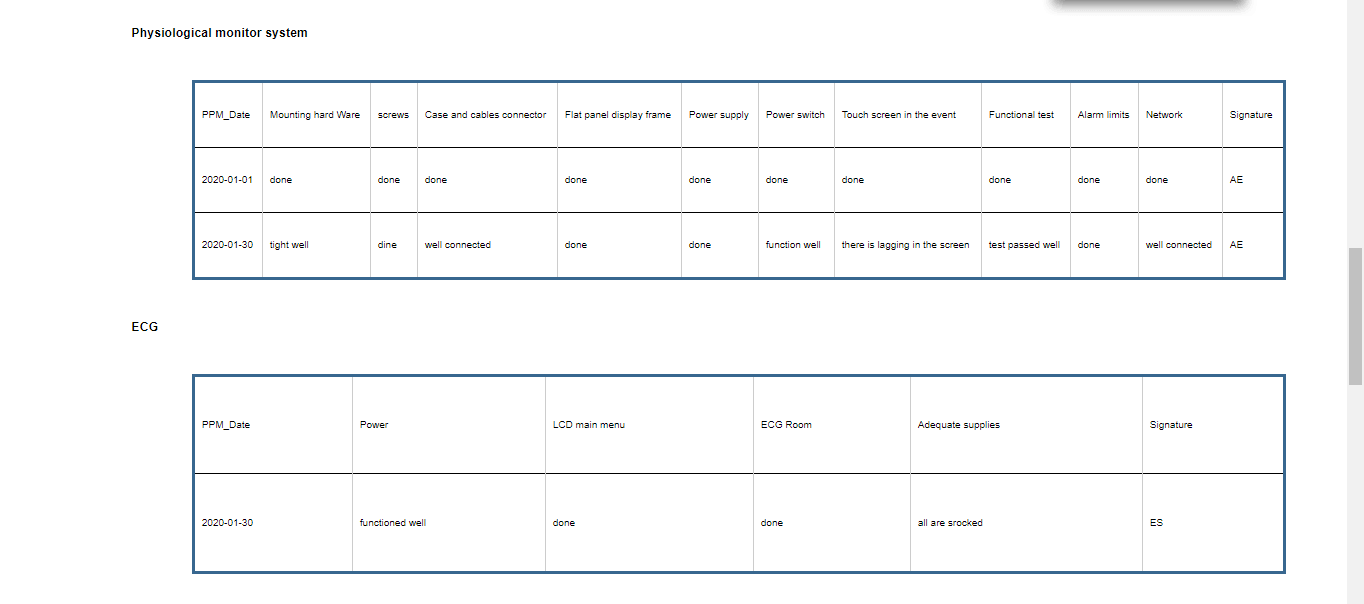 Physiological monitor system
PPM_Date Mounting hard Ware screws Case and cables connector Flat panel display frame Power supply Power switch Touch screen in the event Functional test Alarm limits Network Signature
2020-01-01 done done done done done done done done done done AE
2020-01-30 tight well dine well connected done done function well there is lagging in the screen test passed well done well connected AE
ECG
PPM_Date Power LCD main menu ECG Room Adequate supplies Signature
2020-01-30 functioned well done done all are srocked ES